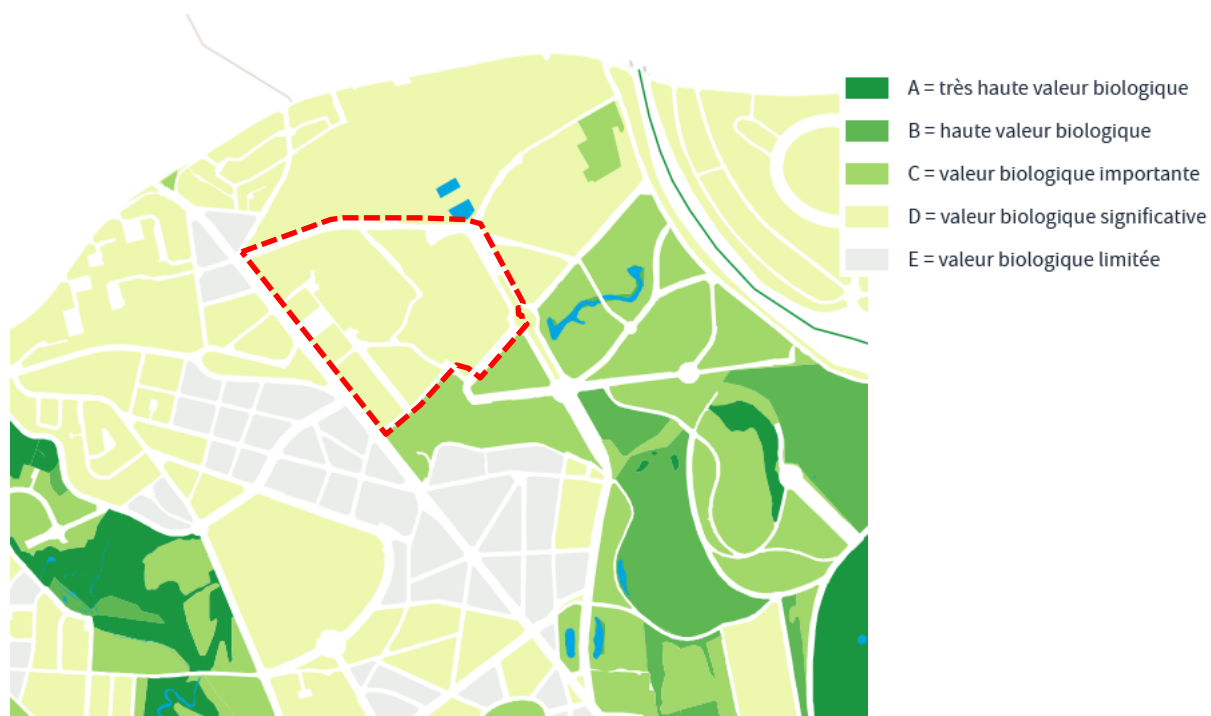 A = très haute valeur biologique
B = haute valeur biologique
C = valeur biologique importante
D = valeur biologique significative
E = valeur biologique limitée